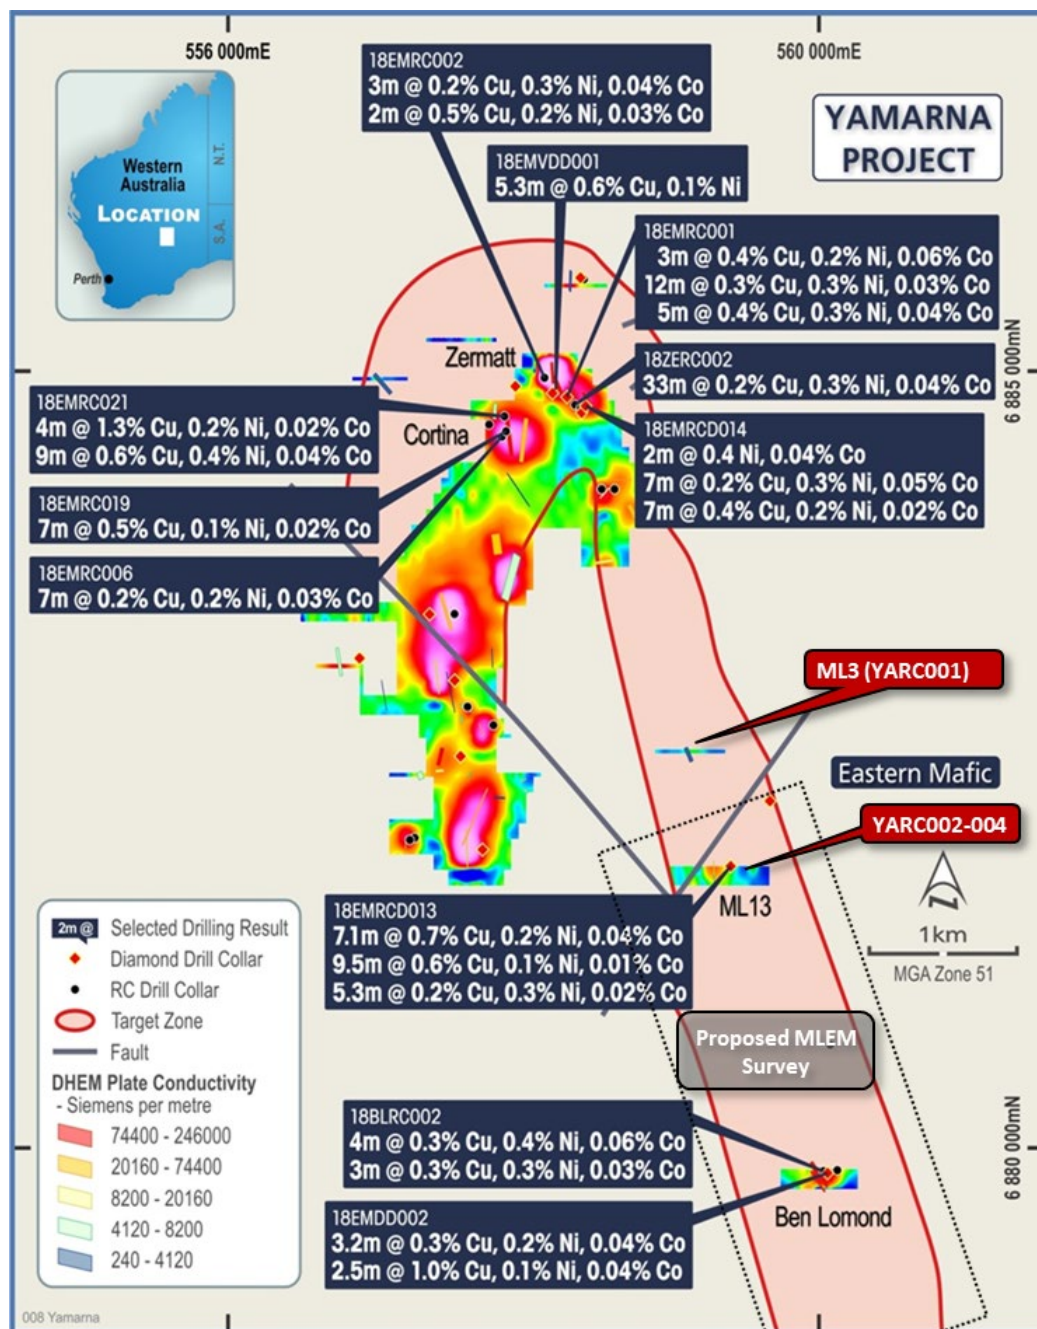 556 000mE
560 000mE
YAMARNA
PROJECT
Western
Australia
LOCATION
N.T.
S.A.
Perth
18EMRC002
3m @ 0.2% Cu, 0.3% Ni, 0.04% Co
2m @ 0.5% Cu, 0.2% Ni, 0.03% Co
18EMVDD001
5.3m @ 0.6% Cu, 0.1% Ni
18EMRC001
3m @ 0.4% Cu, 0.2% Ni, 0.06% Co
12m @ 0.3% Cu, 0.3% Ni, 0.03% Co
5m @ 0.4% Cu, 0.3% Ni, 0.04% Co
Zermatt
18ZERC002
33m @ 0.2% Cu, 0.3% Ni, 0.04% Co
6 885 000mN
18EMRC021
4m @ 1.3% Cu, 0.2% Ni, 0.02% Co
9m @ 0.6% Cu, 0.4% Ni, 0.04% Co
Cortina
18EMRCD014
2m @ 0.4 Ni, 0.04% Co
7m @ 0.2% Cu, 0.3% Ni, 0.05% Co
7m @ 0.4% Cu, 0.2% Ni, 0.02% Co
18EMRC019
7m @ 0.5% Cu, 0.1% Ni, 0.02% Co
18EMRC006
7m @ 0.2% Cu, 0.2% Ni, 0.03% Co
ML3 (YARC001)
Eastern Mafic
YARC002-004
ML13
N
1km
MGA Zone 51
18EMRCD013
7.1m @ 0.7% Cu, 0.2% Ni, 0.04% Co
9.5m @ 0.6% Cu, 0.1% Ni, 0.01% Co
5.3m @ 0.2% Cu, 0.3% Ni, 0.02% Co
2m @ Selected Drilling Result
Diamond Drill Collar
RC Drill Collar
Target Zone
Fault
DHEM Plate Conductivity
- Siemens per metre
74400 - 246000
20160 - 74400
8200 - 20160
4120 - 8200
240 - 4120
Proposed MLEM
Survey
18BLRC002
4m @ 0.3% Cu, 0.4% Ni, 0.06% Co
3m @ 0.3% Cu, 0.3% Ni, 0.03% Co
6 880 000mN
Ben Lomond
18EMDD002
3.2m @ 0.3% Cu, 0.2% Ni, 0.04% Co
2.5m @ 1.0% Cu, 0.1% Ni, 0.04% Co
008 Yamarna